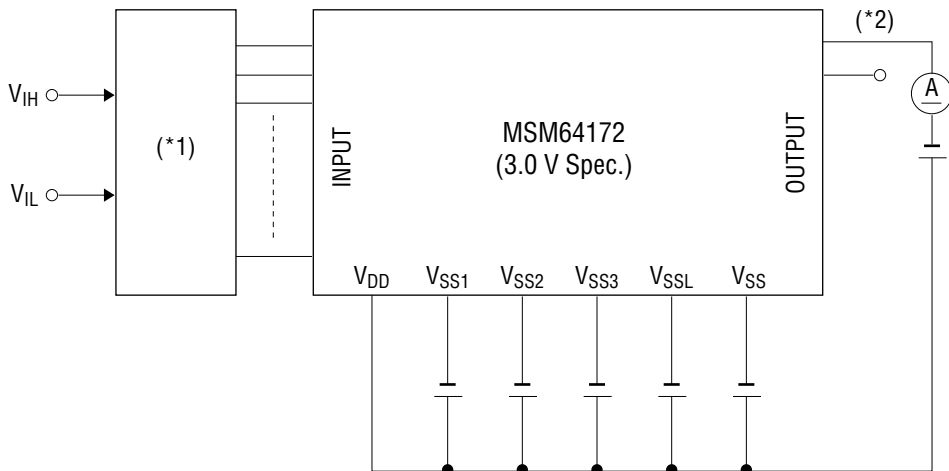 (*2)
V_IH
(*1)
INPUT
MSM64172
(3.0 V Spec.)
OUTPUT
A
V_IL
V_DD V_SS1 V_SS2 V_SS3 V_SSL V_SS